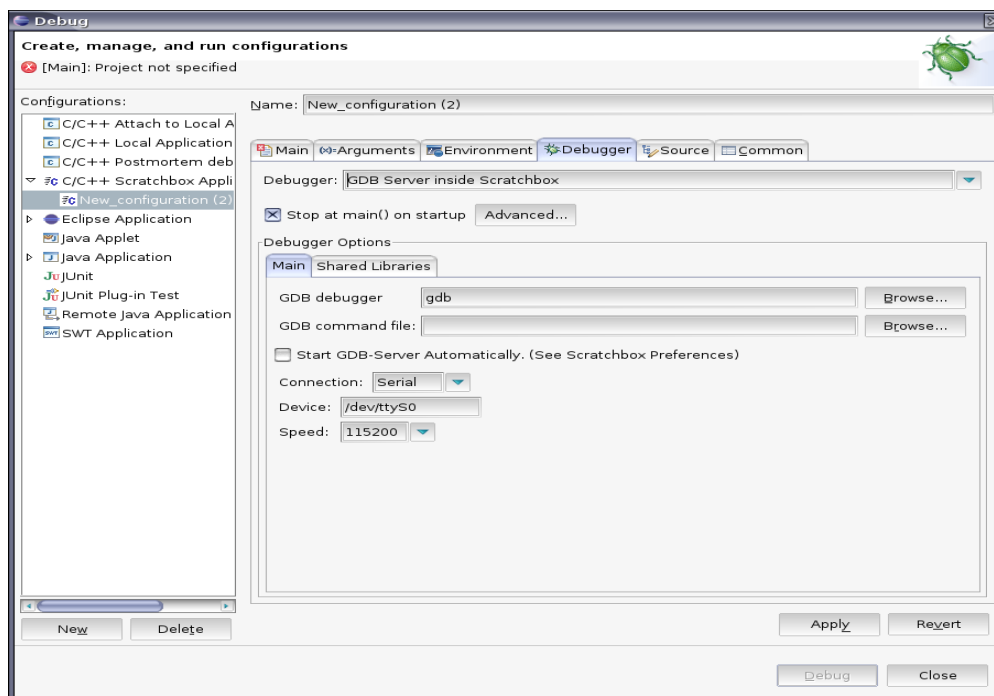 Debug
Create, manage, and run configurations
[Main]: Project not specified
Configurations:
C/C++ Attach to Local A
C/C++ Local Application
C/C++ Postmortem deb
C/C++ Scratchbox Appli
New_configuration (2)
Eclipse Application
Java Applet
Java Application
JUnit
JUnit Plug-in Test
Remote Java Application
SWT Application
New Delete
Name: New_configuration (2)
Main (x)=Arguments Environment Debugger Source Common
Debugger: GDB Server inside Scratchbox
Stop at main() on startup Advanced...
Debugger Options
Main Shared Libraries
GDB debugger gdb Browse...
GDB command file: Browse...
Start GDB-Server Automatically. (See Scratchbox Preferences)
Connection: Serial
Device: /dev/ttyS0
Speed: 115200
Apply Revert
Debug Close